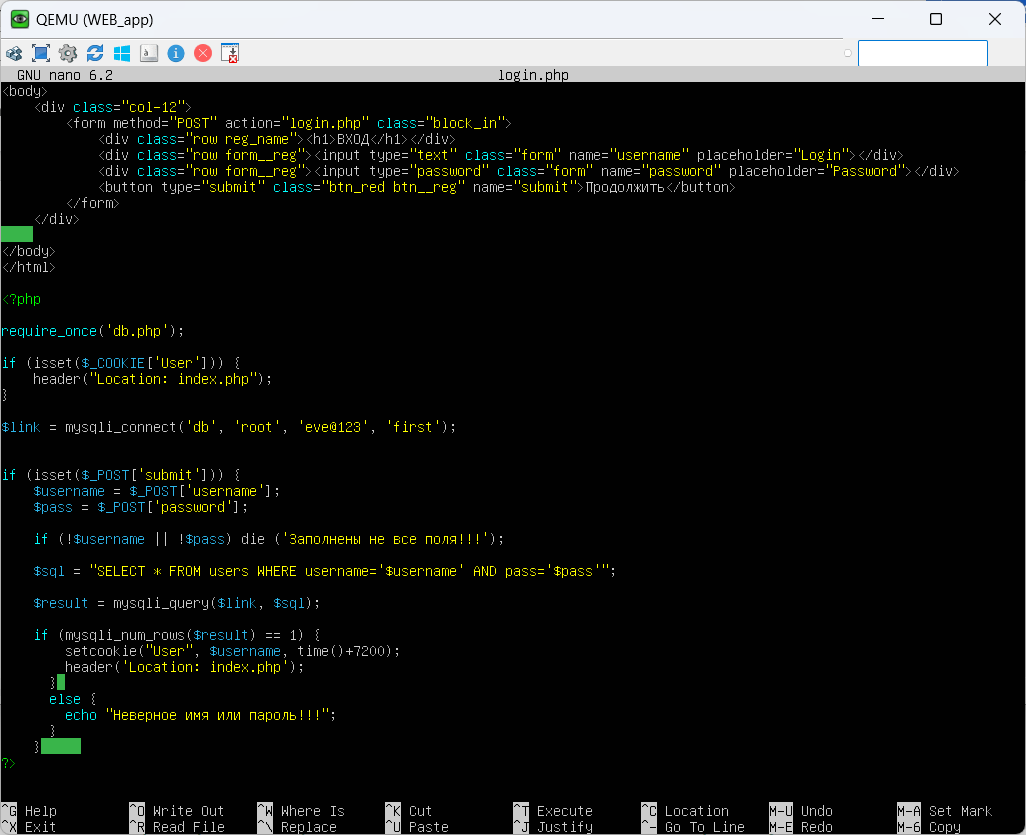 QEMU (WEB_app)
GNU nano 6.2 login.php
<body>
    <div class="col-12">
        <form method="POST" action="login.php" class="block_in">
            <div class="row reg_name"><h1>ВХОД</h1></div>
            <div class="row form__reg"><input type="text" class="form" name="username" placeholder="Login"></div>
            <div class="row form__reg"><input type="password" class="form" name="password" placeholder="Password"></div>
            <button type="submit" class="btn_red btn__reg" name="submit">Продолжить</button>
        </form>
    </div>
</body>
</html>
<?php
require_once('db.php');
if (isset($_COOKIE['User'])) {
    header("Location: index.php");
}
$link = mysqli_connect('db', 'root', 'eve@123', 'first');
if (isset($_POST['submit'])) {
    $username = $_POST['username'];
    $pass = $_POST['password'];
    if (!$username || !$pass) die ('Заполнены не все поля!!!');
    $sql = "SELECT * FROM users WHERE username='$username' AND pass='$pass'";
    $result = mysqli_query($link, $sql);
    if (mysqli_num_rows($result) == 1) {
        setcookie("User", $username, time()+7200);
        header('Location: index.php');
      }
      else {
        echo "Неверное имя или пароль!!!";
      }
    }
?>
^G Help ^O Write Out ^W Where Is ^K Cut ^T Execute ^C Location M-U Undo M-A Set Mark
^X Exit ^R Read File ^\ Replace ^U Paste ^J Justify ^- Go To Line M-E Redo M-6 Copy